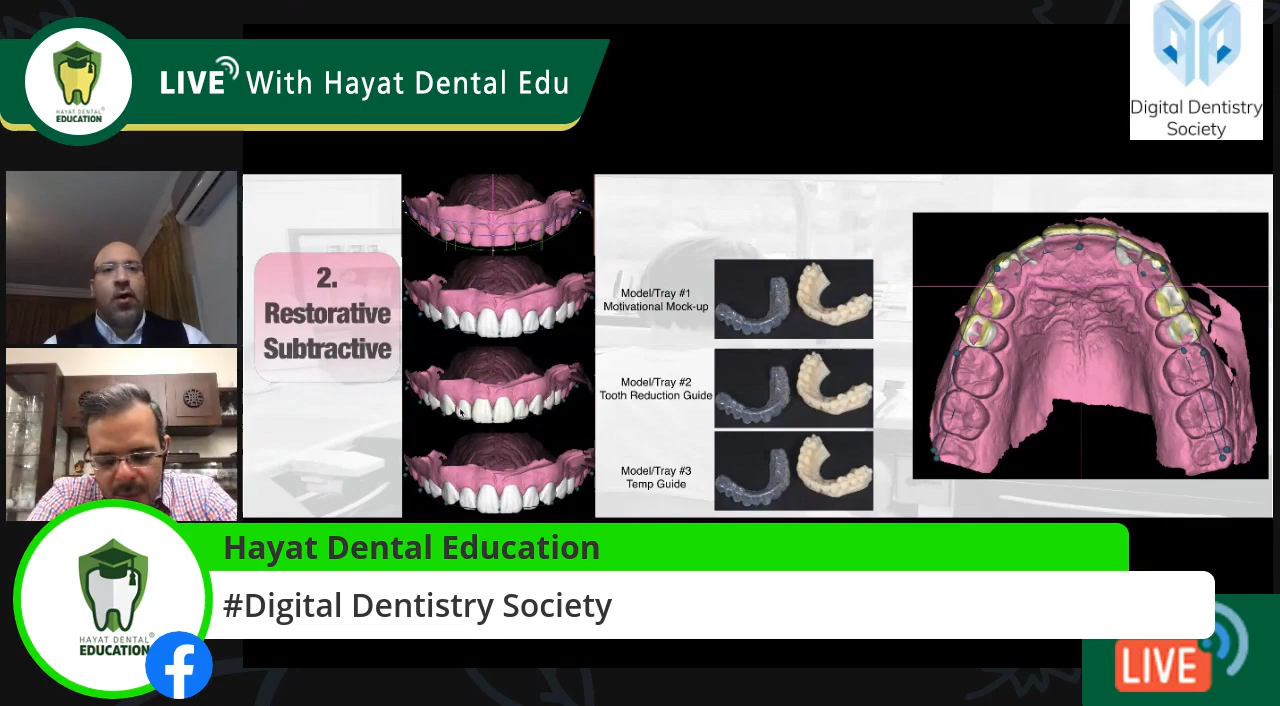 LIVE With Hayat Dental Edu
HAYAT DENTAL®
EDUCATION
Digital Dentistry
Society
2.
Restorative
Subtractive
Model/Tray #1
Motivational Mock-up
Model/Tray #2
Tooth Reduction Guide
Model/Tray #3
Temp Guide
Hayat Dental Education
#Digital Dentistry Society
HAYAT DENTAL®
EDUCATION
LIVE